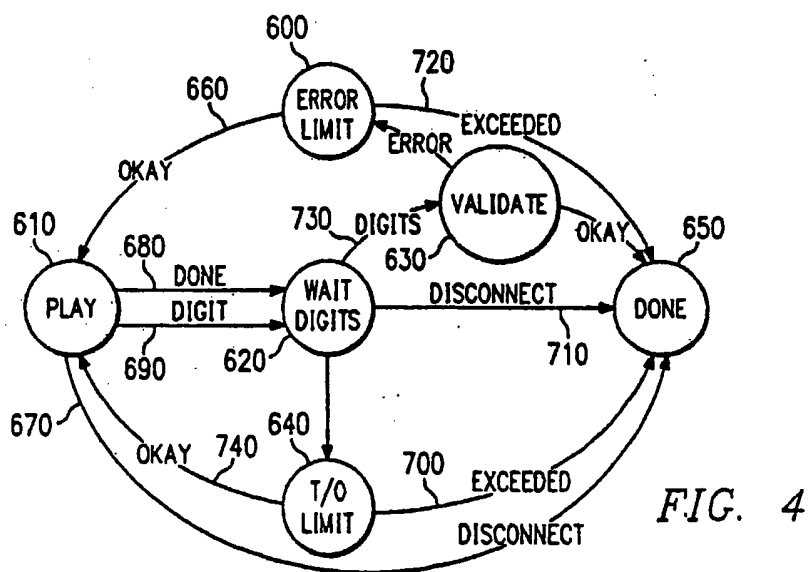 600
720
660
ERROR
LIMIT
EXCEEDED
ERROR
OKAY
730
DIGITS
VALIDATE
610
630
OKAY
650
680
DONE
WAIT
DIGITS
DISCONNECT
PLAY
DIGIT
DONE
690
620
710
670
640
OKAY
740
700
T/O
LIMIT
EXCEEDED
DISCONNECT
FIG. 4